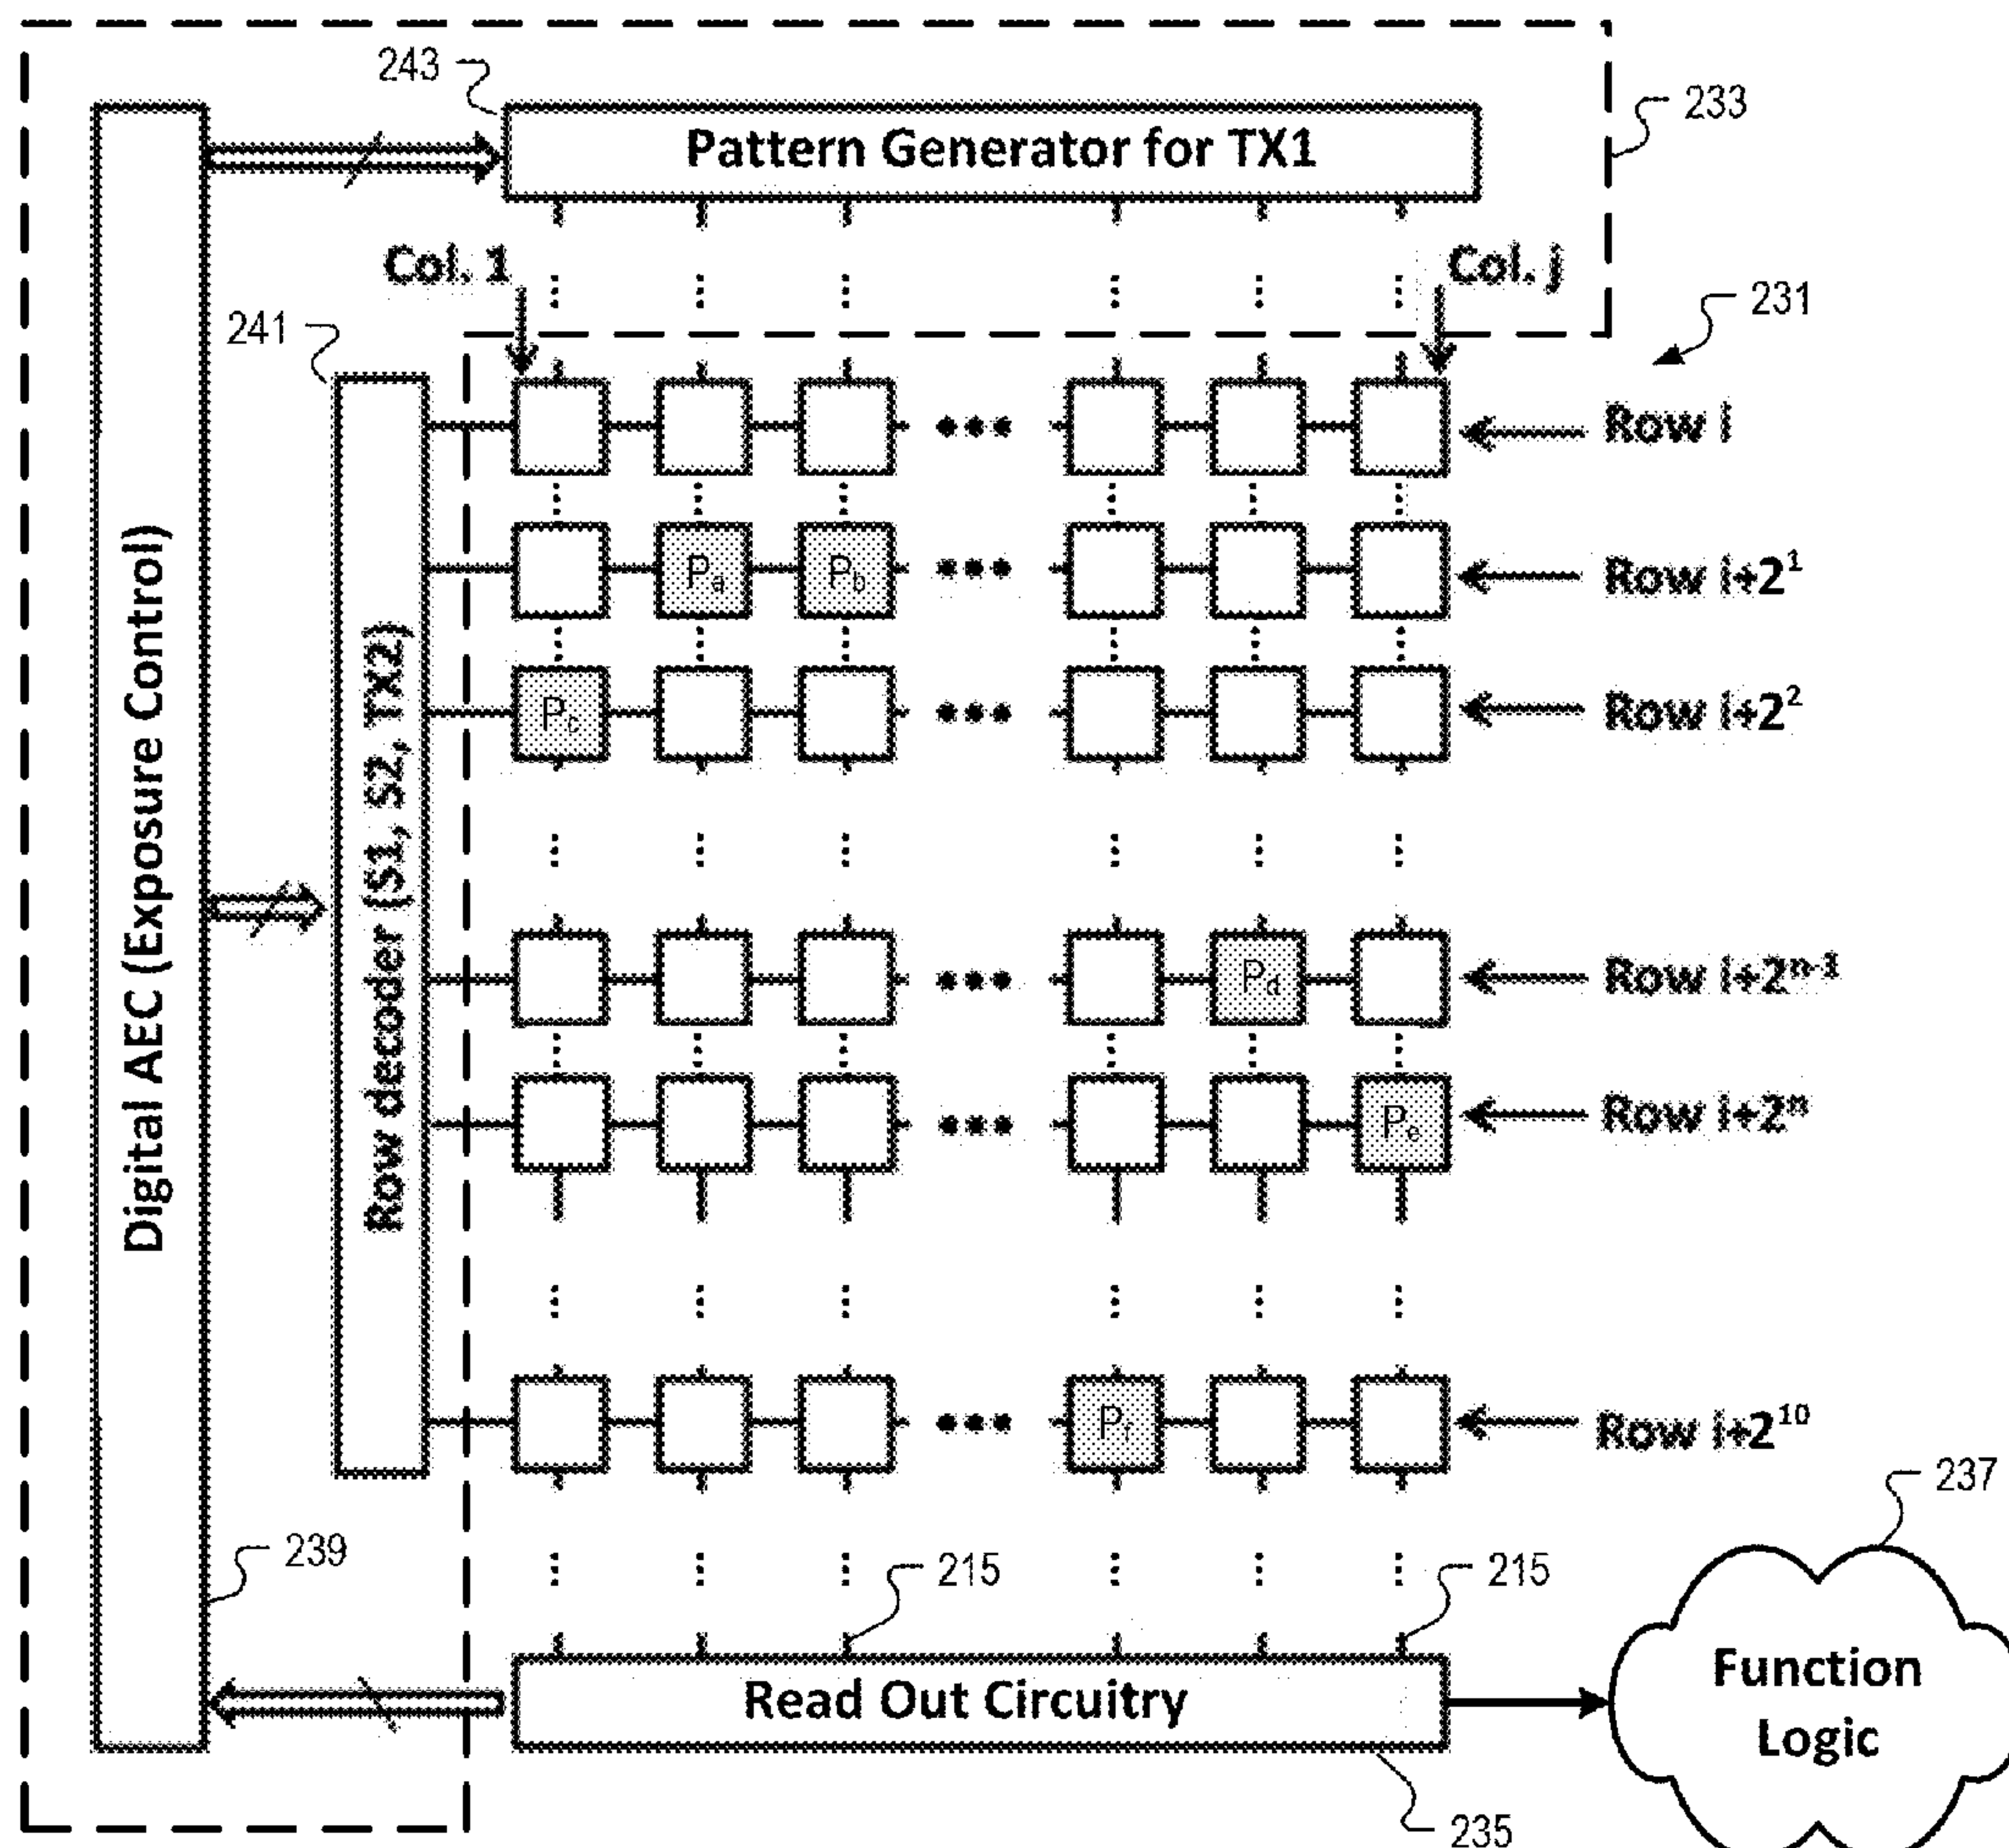 243
Pattern Generator for TX1
233
Col. 1
Col. j
231
241
Row i
Pa
Pb
Row i+2¹
Pc
Row i+2²
Digital AEC (Exposure Control)
Row decoder (S1, S2, TX2)
Pd
Row i+2ⁿ⁻¹
Pe
Row i+2ⁿ
Pf
Row i+2¹⁰
237
239
215
215
Read Out Circuitry
Function
Logic
235